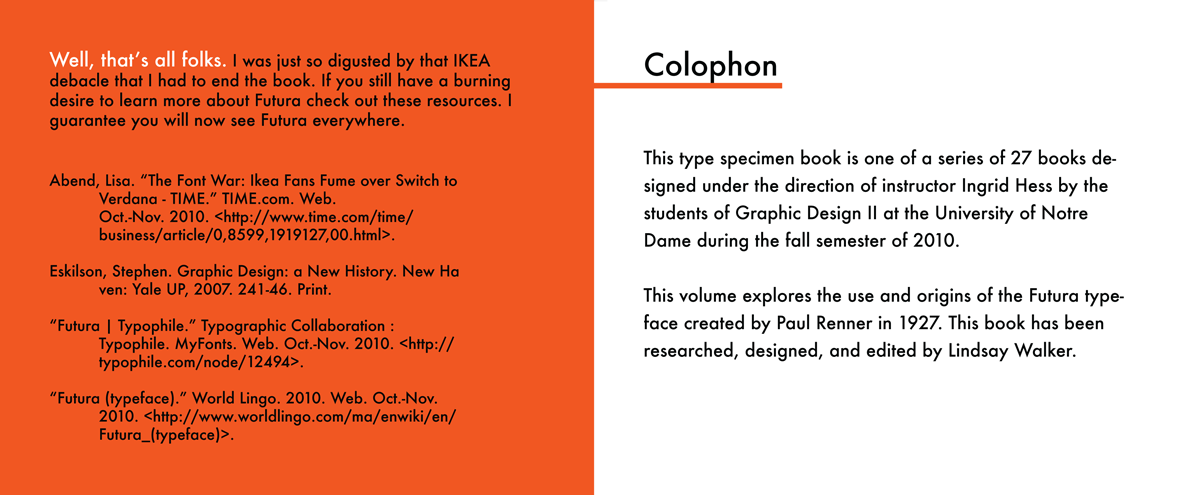 Well, that's all folks. I was just so digusted by that IKEA
debacle that I had to end the book. If you still have a burning
desire to learn more about Futura check out these resources. I
guarantee you will now see Futura everywhere.
Abend, Lisa. “The Font War: Ikea Fans Fume over Switch to
Verdana - TIME.” TIME.com. Web.
Oct.-Nov. 2010. <http://www.time.com/time/
business/article/0,8599,1919127,00.html>.
Eskilson, Stephen. Graphic Design: a New History. New Ha
ven: Yale UP, 2007. 241-46. Print.
“Futura | Typophile.” Typographic Collaboration :
Typophile. MyFonts. Web. Oct.-Nov. 2010. <http://
typophile.com/node/12494>.
“Futura (typeface).” World Lingo. 2010. Web. Oct.-Nov.
2010. <http://www.worldlingo.com/ma/enwiki/en/
Futura_(typeface)>.
Colophon
This type specimen book is one of a series of 27 books de-
signed under the direction of instructor Ingrid Hess by the
students of Graphic Design II at the University of Notre
Dame during the fall semester of 2010.
This volume explores the use and origins of the Futura type-
face created by Paul Renner in 1927. This book has been
researched, designed, and edited by Lindsay Walker.